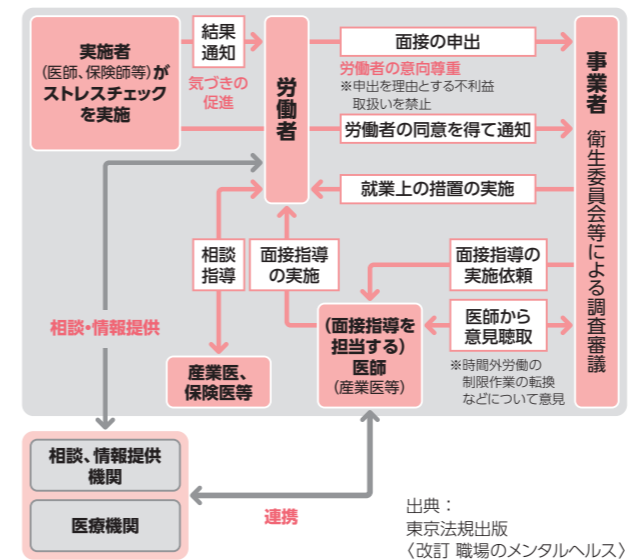 実施者
(医師、保険師等)が
ストレスチェック
を実施
結果
通知
気づきの
促進
労働者
面接の申出
労働者の意向尊重
※申出を理由とする不利益
取扱いを禁止
労働者の同意を得て通知
就業上の措置の実施
事業者
衛生委員会等による調査審議
相談
指導
面接指導
の実施
面接指導の
実施依頼
医師から
意見聴取
※時間外労働の
制限作業の転換
などについて意見
相談・情報提供
産業医、
保険医等
(面接指導を
担当する)
医師
(産業医等)
相談、情報提供
機関
医療機関
連携
出典：
東京法規出版
〈改訂 職場のメンタルヘルス〉